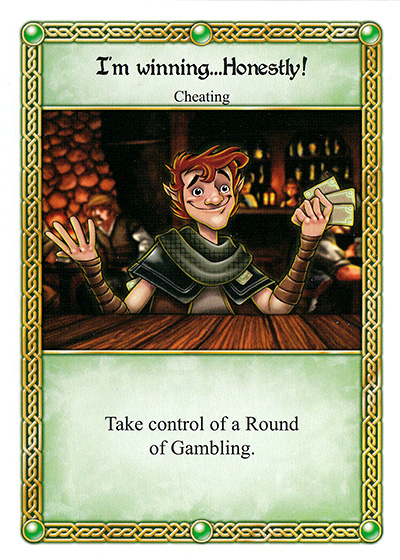 I'm winning...Honestly!
Cheating
Take control of a Round
of Gambling.